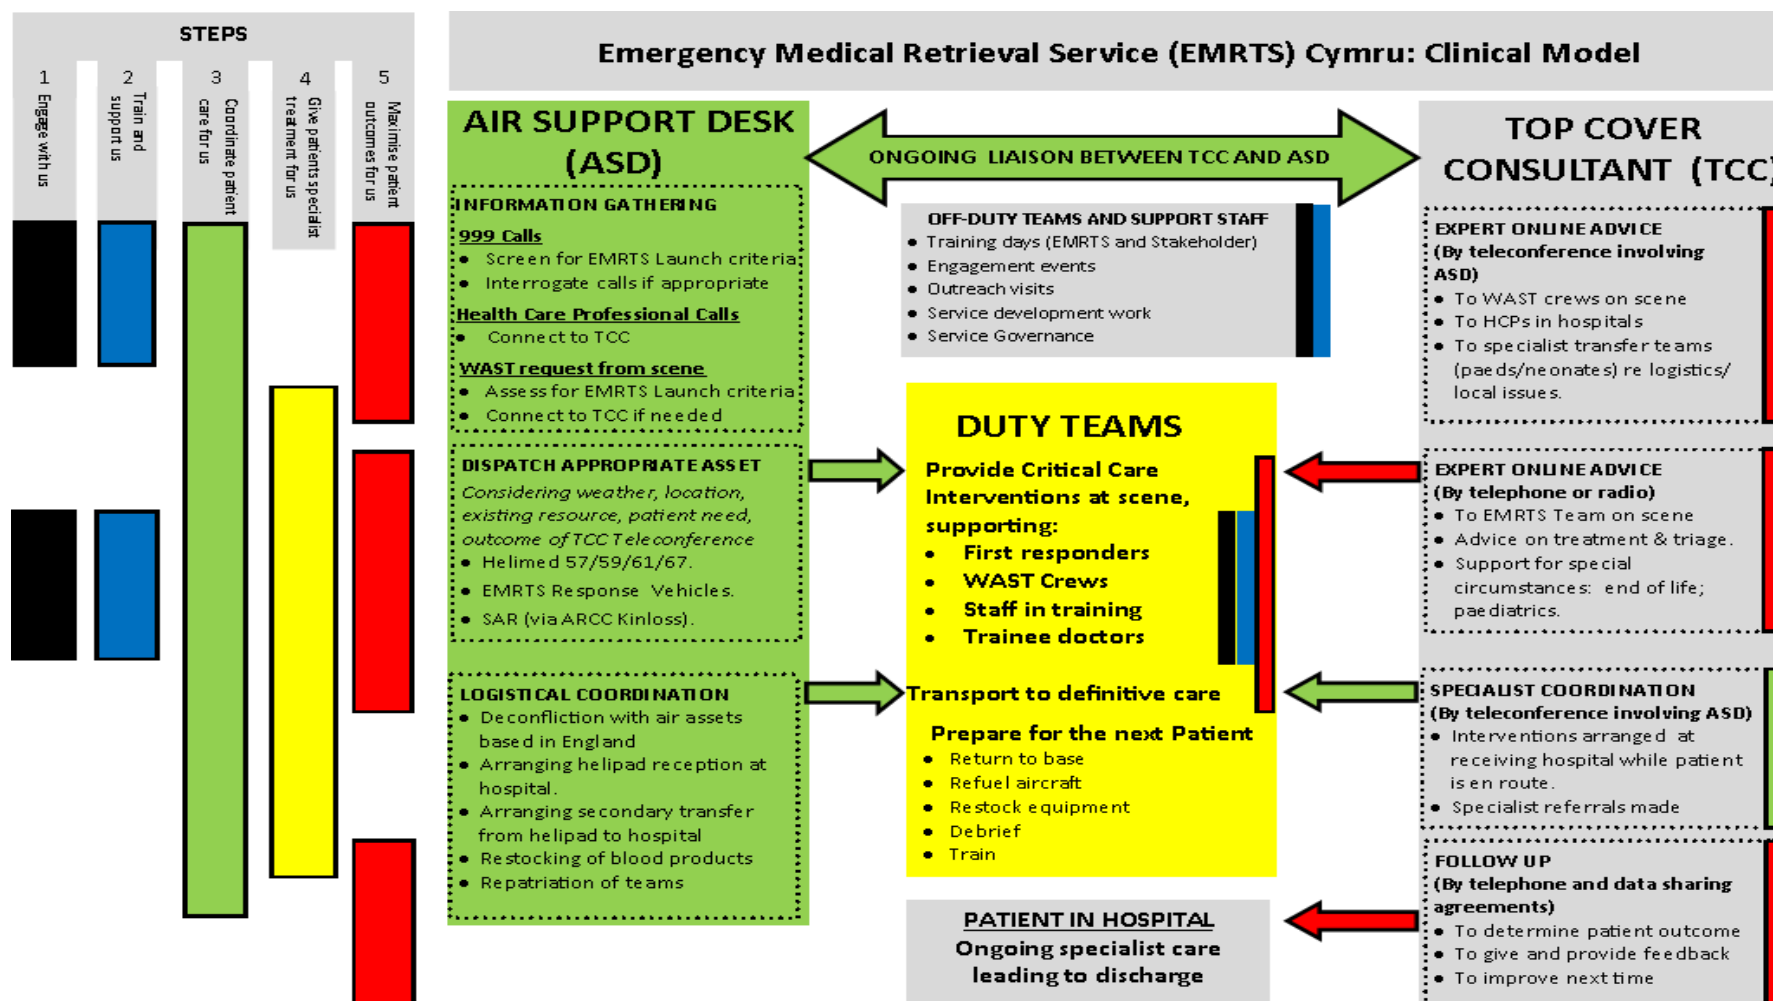 STEPS
1
2
3
4
5
Engage with us
Train and
support us
Coordinate patient
care for us
Give patients specialist
treatment for us
Maximise patient
outcomes for us
Emergency Medical Retrieval Service (EMRTS) Cymru: Clinical Model
AIR SUPPORT DESK
(ASD)
INFORMATION GATHERING
999 Calls
• Screen for EMRTS Launch criteria
• Interrogate calls if appropriate
Health Care Professional Calls
• Connect to TCC
WAST request from scene
• Assess for EMRTS Launch criteria
• Connect to TCC if needed
DISPATCH APPROPRIATE ASSET
Considering weather, location,
existing resource, patient need,
outcome of TCC Teleconference
• Helimed 57/59/61/67.
• EMRTS Response Vehicles.
• SAR (via ARCC Kinloss).
LOGISTICAL COORDINATION
• Deconfliction with air assets
based in England
• Arranging helipad reception at
hospital.
• Arranging secondary transfer
from helipad to hospital
• Restocking of blood products
• Repatriation of teams
ONGOING LIAISON BETWEEN TCC AND ASD
OFF-DUTY TEAMS AND SUPPORT STAFF
• Training days (EMRTS and Stakeholder)
• Engagement events
• Outreach visits
• Service development work
• Service Governance
DUTY TEAMS
Provide Critical Care
Interventions at scene,
supporting:
• First responders
• WAST Crews
• Staff in training
• Trainee doctors
Transport to definitive care
Prepare for the next Patient
• Return to base
• Refuel aircraft
• Restock equipment
• Debrief
• Train
PATIENT IN HOSPITAL
Ongoing specialist care
leading to discharge
TOP COVER
CONSULTANT (TCC)
EXPERT ONLINE ADVICE
(By teleconference involving
ASD)
• To WAST crews on scene
• To HCPs in hospitals
• To specialist transfer teams
(paeds/neonates) re logistics/
local issues.
EXPERT ONLINE ADVICE
(By telephone or radio)
• To EMRTS Team on scene
• Advice on treatment & triage.
• Support for special
circumstances: end of life;
paediatrics.
SPECIALIST COORDINATION
(By teleconference involving ASD)
• Interventions arranged at
receiving hospital while patient
is en route.
• Specialist referrals made
FOLLOW UP
(By telephone and data sharing
agreements)
• To determine patient outcome
• To give and provide feedback
• To improve next time